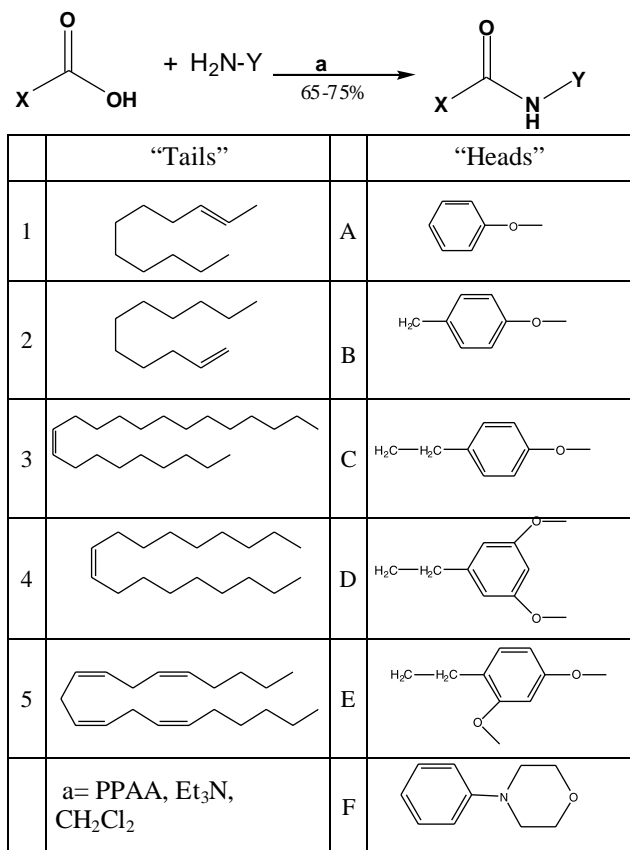 O
X OH
+ H₂N-Y
a
65-75%
O
X N H Y
“Tails” “Heads”
1 A O
2 B H₂C O
3 C H₂C H₂C O
4 D H₂C H₂C O O
5 E H₂C H₂C O O
a= PPAA, Et₃N,
CH₂Cl₂
F N O